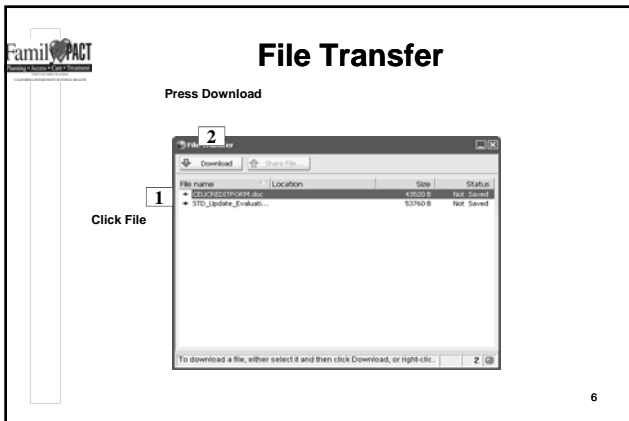 Famil PACT
Planning • Access • Care • Treatment
File Transfer
Press Download
2
Download
Share File...
File name
Location
Size
Status
1
CEUCREDITFORM.doc
43520 B
Not Saved
STD_Update_Evaluati...
53760 B
Not Saved
Click File
To download a file, either select it and then click Download, or right-clic..
2
6